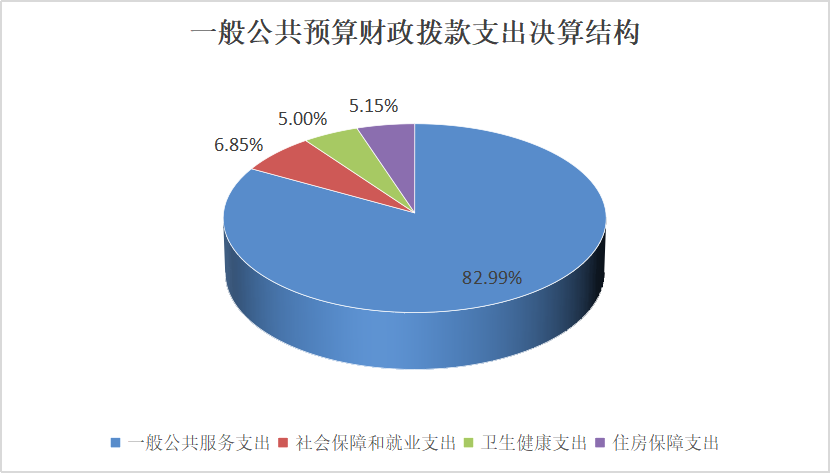 一般公共预算财政拨款支出决算结构
5.15%
5.00%
6.85%
82.99%
一般公共服务支出 社会保障和就业支出 卫生健康支出 住房保障支出